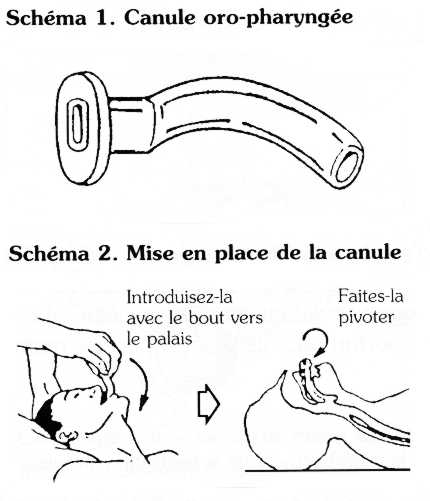 Schéma 1. Canule oro-pharyngée
Schéma 2. Mise en place de la canule
Introduisez-la
avec le bout vers
le palais
Faites-la
pivoter